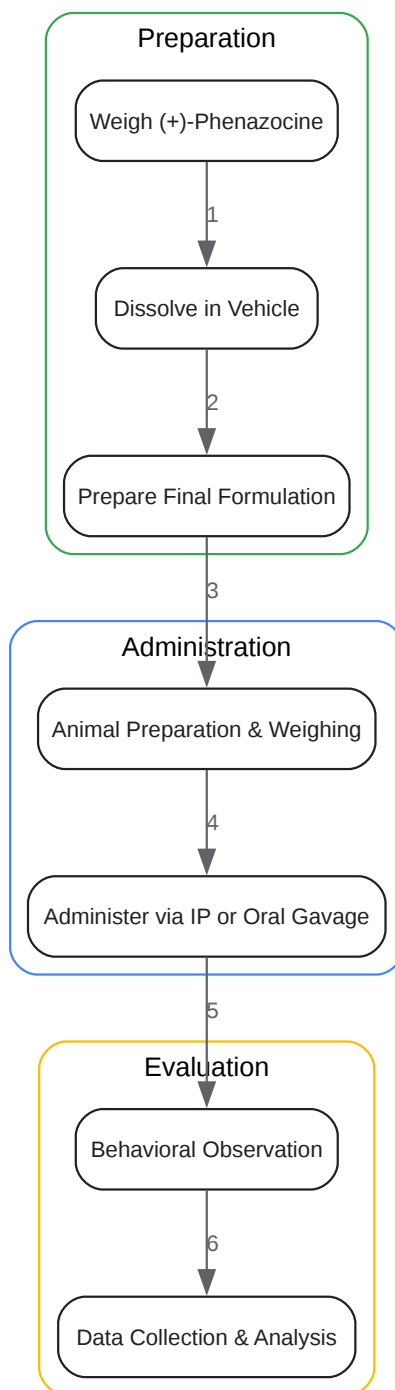 Preparation
Weigh (+)-Phenazocine
1
Dissolve in Vehicle
2
Prepare Final Formulation
3
Administration
Animal Preparation & Weighing
4
Administer via IP or Oral Gavage
5
Evaluation
Behavioral Observation
6
Data Collection & Analysis